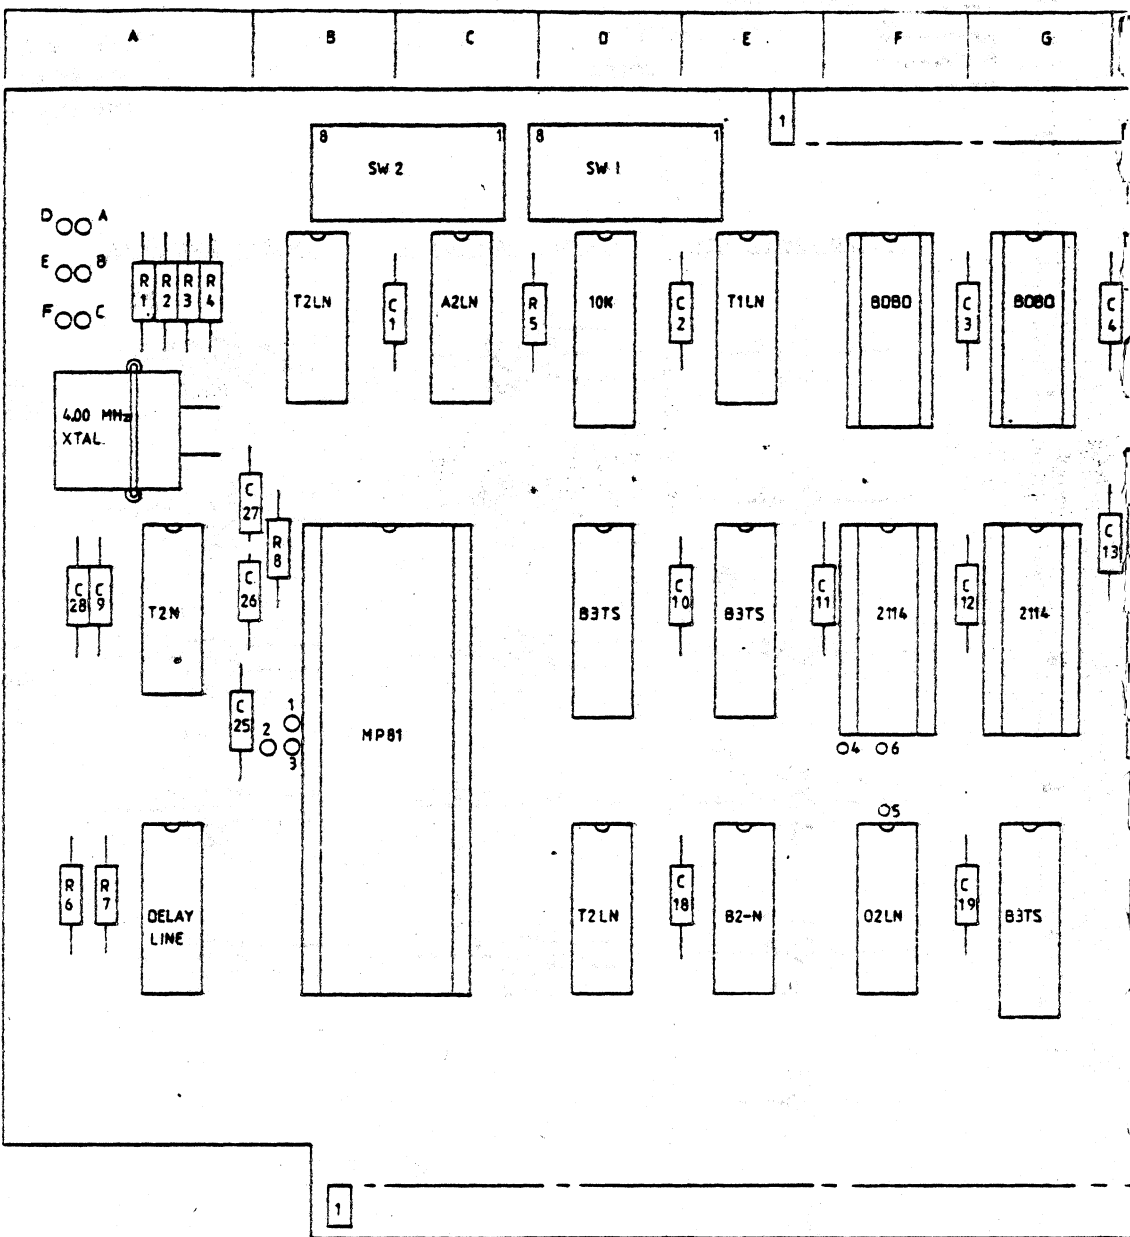 A B C D E F G
1
8 1
SW 2
8 1
SW 1
D A
E B
F C
R 1
R 2
R 3
R 4
T2LN
C 1
A2LN
R 5
10K
C 2
T1LN
8080
C 3
8080
C 4
4.00 MHz
XTAL.
C 27
R 8
C 28
C 9
T2N
C 26
B3TS
C 10
B3TS
C 11
2114
C 12
2114
C 13
C 25
1
2
3
MP81
4 6
5
R 6
R 7
DELAY
LINE
T2LN
C 18
B2-N
O2LN
C 19
B3TS
1